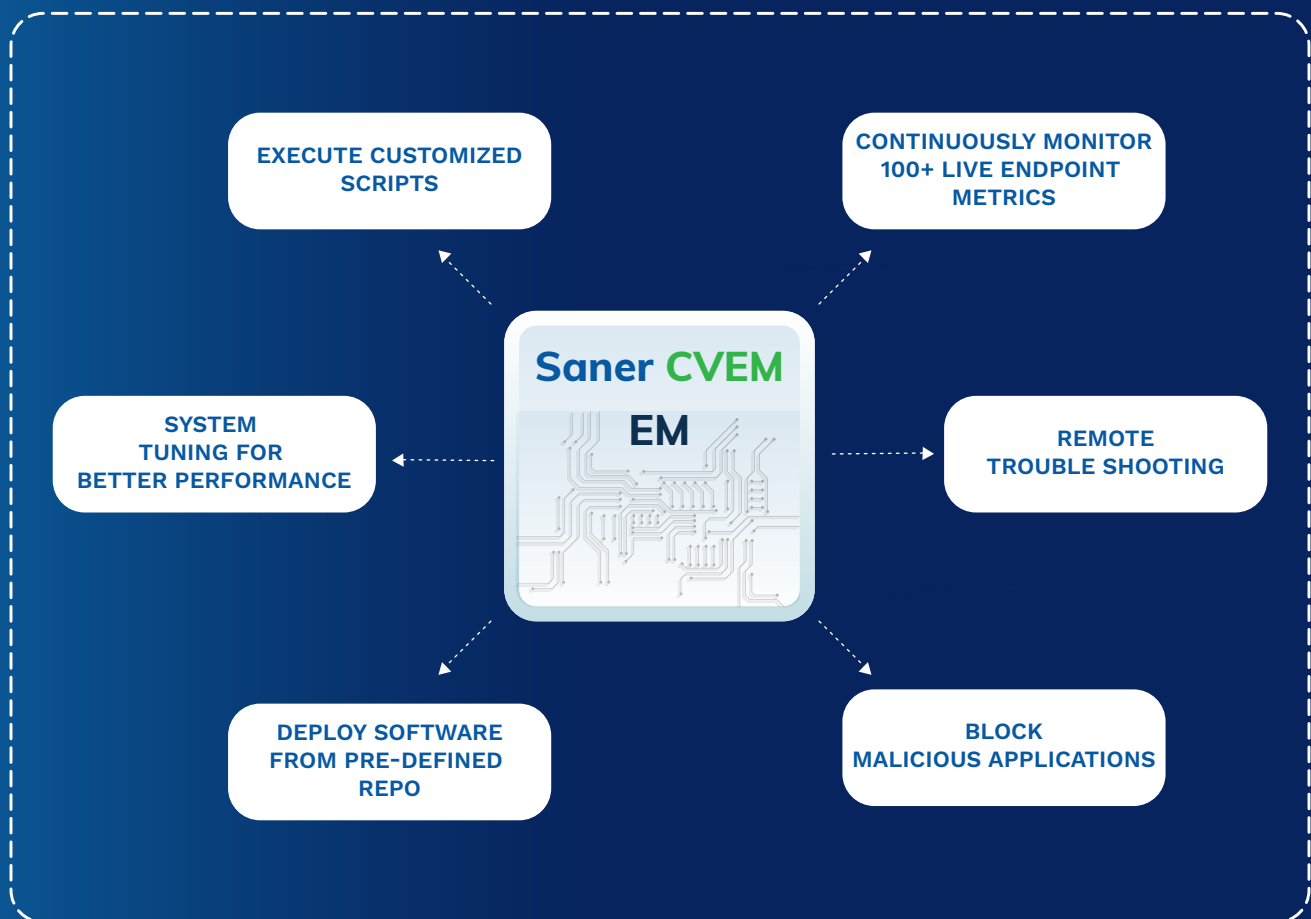 EXECUTE CUSTOMIZED
SCRIPTS
CONTINUOUSLY MONITOR
100+ LIVE ENDPOINT
METRICS
Saner CVEM
EM
SYSTEM
TUNING FOR
BETTER PERFORMANCE
REMOTE
TROUBLE SHOOTING
DEPLOY SOFTWARE
FROM PRE-DEFINED
REPO
BLOCK
MALICIOUS APPLICATIONS